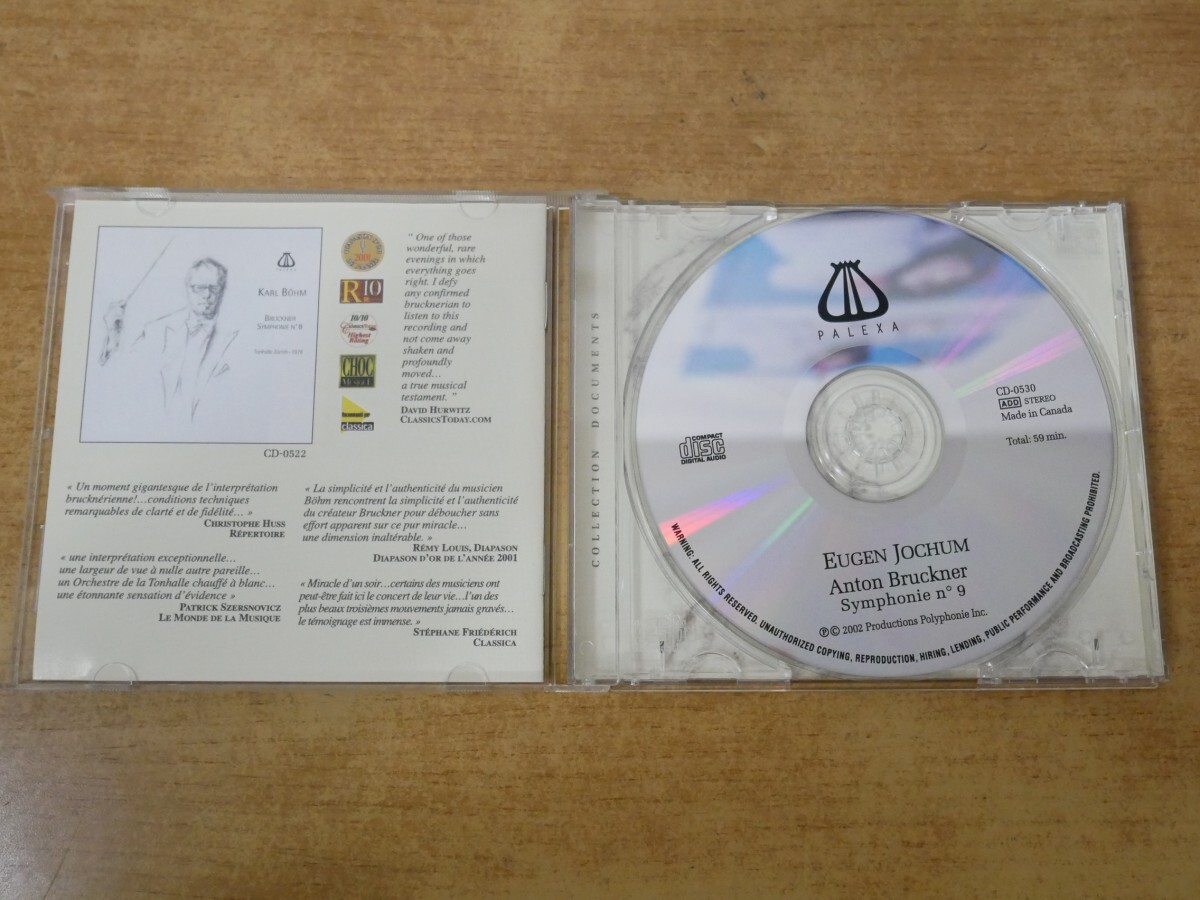 PALEXA
KARL BÖHM
BRUCKNER
SYMPHONIE N° 8
CD-0522
2001
R10
10/10
Highest
Rating
CHOC
classica
" One of those
wonderful, rare
evenings in which
everything goes
right. I defy
any confirmed
brucknerian to
listen to this
recording and
not come away
shaken and
profoundly
moved…
a true musical
testament. "
DAVID HURWITZ
CLASSICSTODAY.COM
« Un moment gigantesque de l'interprétation
brucknérienne!…conditions techniques
remarquables de clarté et de fidélité… »
CHRISTOPHE HUSS
RÉPERTOIRE
« une interprétation exceptionnelle…
une largeur de vue à nulle autre pareille…
un Orchestre de la Tonhalle chauffé à blanc…
une étonnante sensation d'évidence »
PATRICK SZERSNOVICZ
LE MONDE DE LA MUSIQUE
« La simplicité et l'authenticité du musicien
Böhm rencontrent la simplicité et l'authenticité
du créateur Bruckner pour déboucher sans
effort apparent sur ce pur miracle…
une dimension inaltérable. »
RÉMY LOUIS, DIAPASON
DIAPASON D'OR DE L'ANNÉE 2001
« Miracle d'un soir…certains des musiciens ont
peut-être fait ici le concert de leur vie…l'un des
plus beaux troisièmes mouvements jamais gravés…
le témoignage est immense. »
STÉPHANE FRIÉDÉRICH
CLASSICA
COLLECTION DOCUMENTS
PALEXA
COMPACT
disc
DIGITAL AUDIO
CD-0530
ADD STEREO
Made in Canada
Total: 59 min.
EUGEN JOCHUM
Anton Bruckner
Symphonie n° 9
℗© 2002 Productions Polyphonie Inc.
WARNING: ALL RIGHTS RESERVED. UNAUTHORIZED COPYING, REPRODUCTION, HIRING, LENDING, PUBLIC PERFORMANCE AND BROADCASTING PROHIBITED.